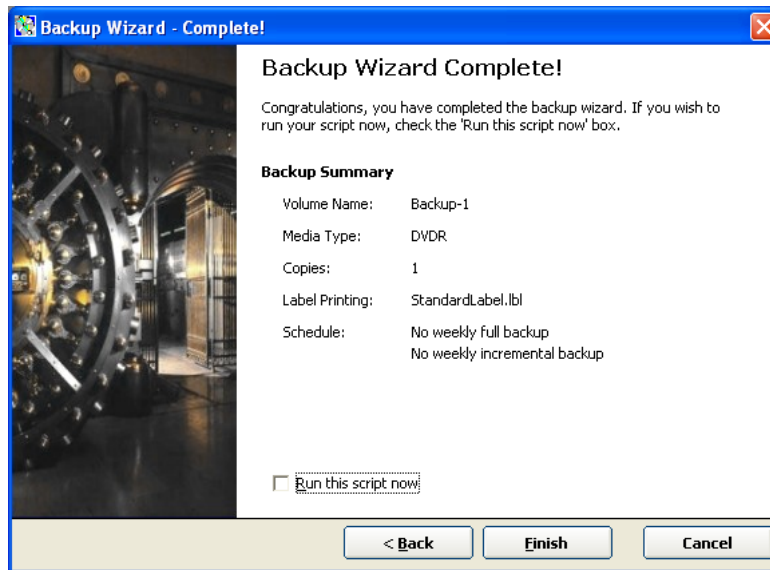 Backup Wizard - Complete!
Backup Wizard Complete!
Congratulations, you have completed the backup wizard. If you wish to
run your script now, check the 'Run this script now' box.
Backup Summary
Volume Name: Backup-1
Media Type: DVDR
Copies: 1
Label Printing: StandardLabel.lbl
Schedule: No weekly full backup
No weekly incremental backup
Run this script now
< Back Finish Cancel